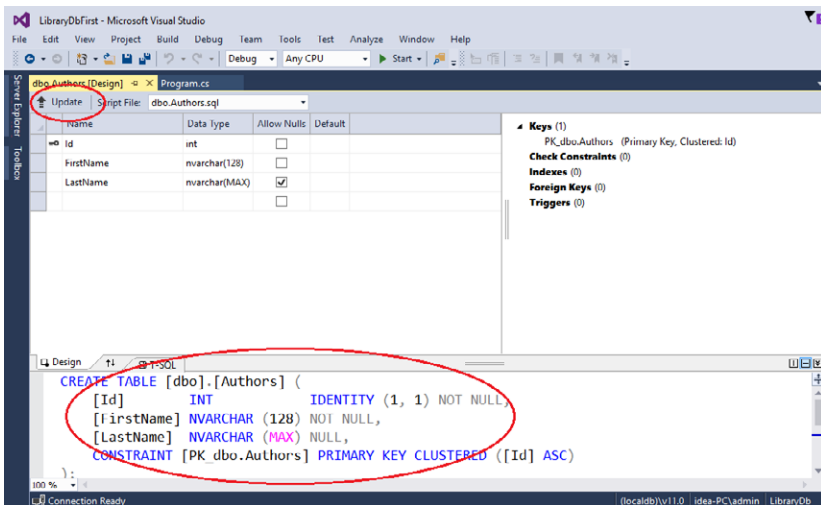 LibraryDbFirst - Microsoft Visual Studio
File Edit View Project Build Debug Team Tools Test Analyze Window Help
Debug Any CPU Start
dbo.Authors [Design] Program.cs
Update Script File: dbo.Authors.sql
Server Explorer
Toolbox
Name Data Type Allow Nulls Default
Id int
FirstName nvarchar(128)
LastName nvarchar(MAX)
Keys (1)
PK_dbo.Authors (Primary Key, Clustered: Id)
Check Constraints (0)
Indexes (0)
Foreign Keys (0)
Triggers (0)
Design T-SQL
CREATE TABLE [dbo].[Authors] (
[Id] INT IDENTITY (1, 1) NOT NULL,
[FirstName] NVARCHAR (128) NOT NULL,
[LastName] NVARCHAR (MAX) NULL,
CONSTRAINT [PK_dbo.Authors] PRIMARY KEY CLUSTERED ([Id] ASC)
);
100 %
Connection Ready (localdb)\v11.0 idea-PC\admin LibraryDb